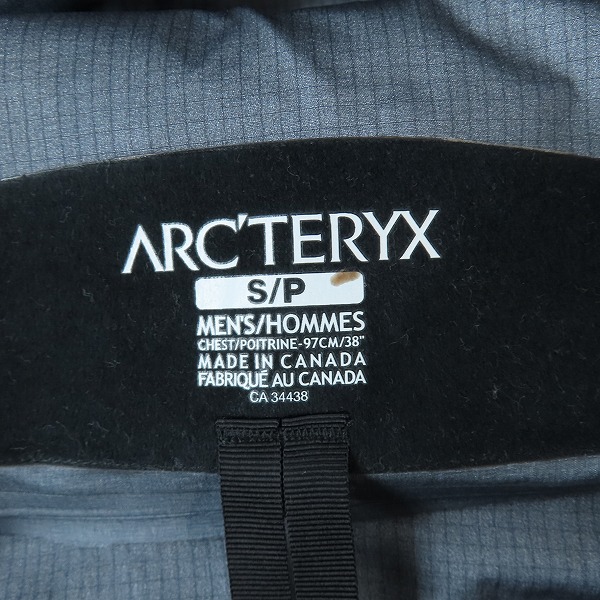 ARC'TERYX
S/P
MEN'S/HOMMES
CHEST/POITRINE-97CM/38"
MADE IN CANADA
FABRIQUÉ AU CANADA
CA 34438